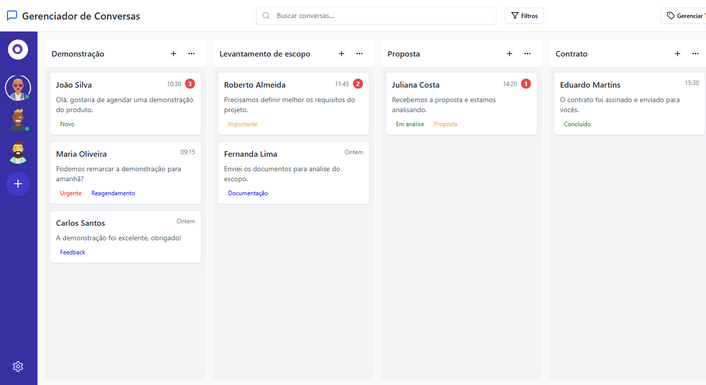 Gerenciador de Conversas
Buscar conversas...
Filtros
Gerenciar
Demonstração
Levantamento de escopo
Proposta
Contrato
João Silva
10:30
3
Olá, gostaria de agendar uma demonstração
do produto.
Novo
Maria Oliveira
09:15
Podemos remarcar a demonstração para
amanhã?
Urgente Reagendamento
Carlos Santos
Ontem
A demonstração foi excelente, obrigado!
Feedback
Roberto Almeida
11:45
2
Precisamos definir melhor os requisitos do
projeto.
Importante
Fernanda Lima
Ontem
Enviei os documentos para análise do
escopo.
Documentação
Juliana Costa
14:20
1
Recebemos a proposta e estamos
analisando.
Em análise Proposta
Eduardo Martins
15:30
O contrato foi assinado e enviado para
vocês.
Concluído